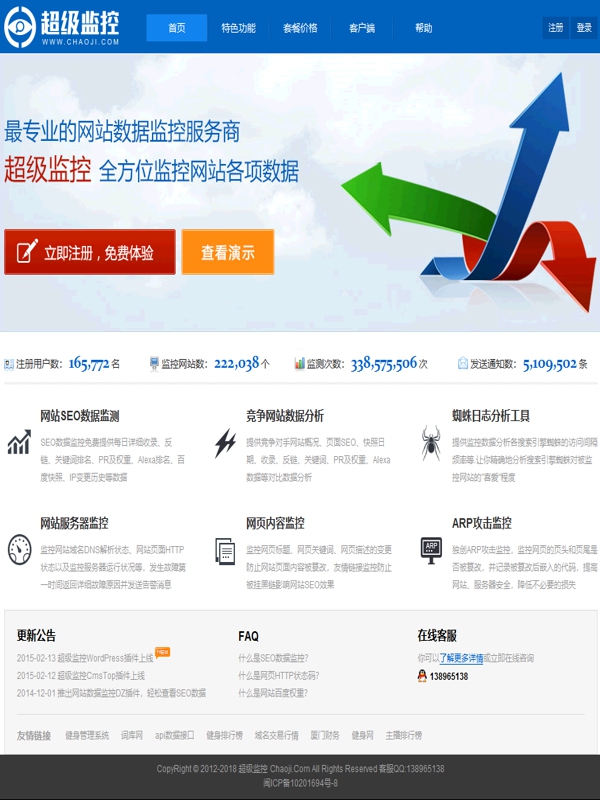 超级监控
WWW.CHAOJI.COM
首页 特色功能 套餐价格 客户端 帮助 注册 登录
最专业的网站数据监控服务商
超级监控 全方位监控网站各项数据
立即注册，免费体验 查看演示
注册用户数： 165,772 名 监控网站数： 222,038 个 监测次数： 338,575,506 次 发送通知数： 5,109,502 条
网站SEO数据监测
SEO数据监控免费提供每日详细收录、反
链、关键词排名、PR及权重、Alexa排名、百
度快照、IP变更历史等数据
竞争网站数据分析
提供竞争对手网站概况、页面SEO、快照日
期、收录、反链、关键词、PR及权重、Alexa
数据等对比数据分析
蜘蛛日志分析工具
提供监控数据分析各搜索引擎蜘蛛的访问间隔
频率等.让你精确地分析搜索引擎蜘蛛对被监
控网站的"喜爱"程度
网站服务器监控
监控网站域名DNS解析状态、网站页面HTTP
状态以及监控服务器运行状况等，发生故障第
一时间返回详细故障原因并发送告警消息
网页内容监控
监控网页标题、网页关键词、网页描述的变更
防止网站页面内容被篡改，友情链接监控防止
被挂黑链影响网站SEO效果
ARP攻击监控
ARP
独创ARP攻击监控，监控网页的页头和页尾是
否被篡改，并记录被篡改后嵌入的代码，提高
网站、服务器安全，降低不必要的损失
更新公告
2015-02-13 超级监控WordPress插件上线
2015-02-12 超级监控CmsTop插件上线
2014-12-01 推出网站数据监控DZ插件，轻松查看SEO数据
FAQ
什么是SEO数据监控？
什么是网页HTTP状态码？
什么是网站百度权重？
在线客服
你可以了解更多详情或立即在线咨询
138965138
友情链接 健身管理系统 词库网 api数据接口 健身排行榜 域名交易行情 厦门财务 健身网 主播排行榜
CopyRight © 2012-2018 超级监控 Chaoji.Com All Rights Reserved 客服QQ:138965138
闽ICP备10201694号-8